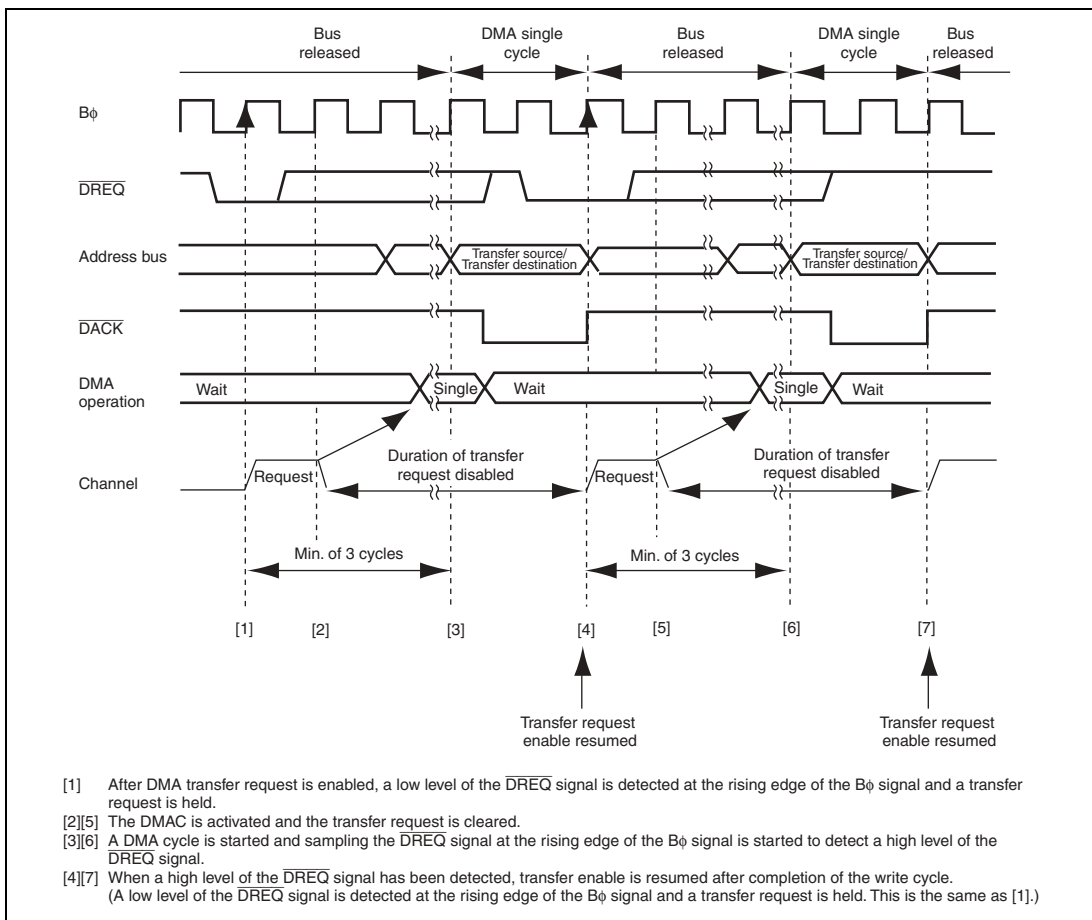 Bus released
DMA single cycle
Bus released
DMA single cycle
Bus released
Bφ
DREQ
Address bus
Transfer source/
Transfer destination
Transfer source/
Transfer destination
DACK
DMA operation
Wait
Single
Wait
Single
Wait
Channel
Request
Duration of transfer
request disabled
Request
Duration of transfer
request disabled
Min. of 3 cycles
Min. of 3 cycles
[1] [2] [3] [4] [5] [6] [7]
Transfer request
enable resumed
Transfer request
enable resumed
[1] After DMA transfer request is enabled, a low level of the DREQ signal is detected at the rising edge of the Bφ signal and a transfer
request is held.
[2][5] The DMAC is activated and the transfer request is cleared.
[3][6] A DMA cycle is started and sampling the DREQ signal at the rising edge of the Bφ signal is started to detect a high level of the
DREQ signal.
[4][7] When a high level of the DREQ signal has been detected, transfer enable is resumed after completion of the write cycle.
(A low level of the DREQ signal is detected at the rising edge of the Bφ signal and a transfer request is held. This is the same as [1].)